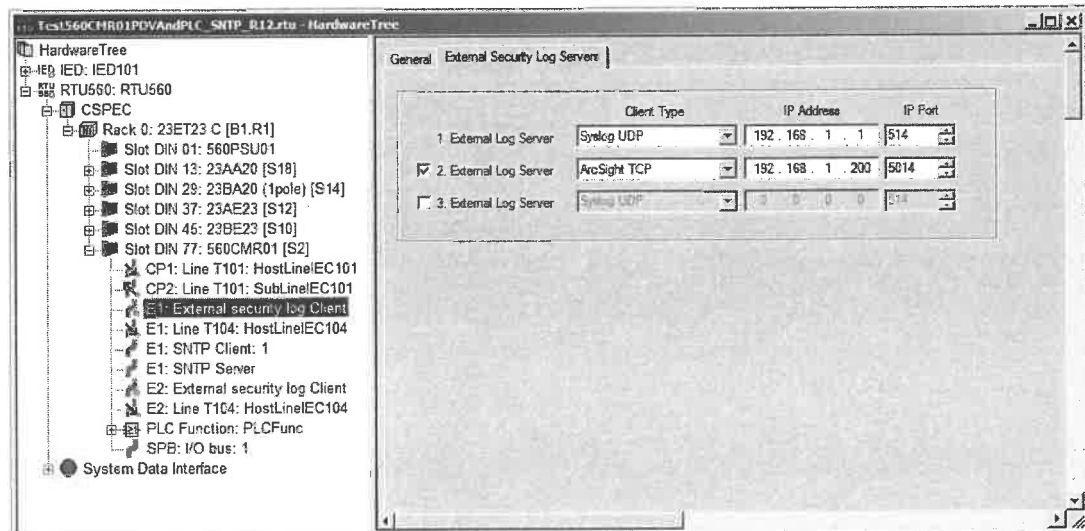 Test560CMR01PDVAndPLC_SNTP_R12.rtu - HardwareTree
HardwareTree
IED: IED101
RTU560: RTU560
CSPEC
Rack 0: 23ET23 C [B1.R1]
Slot DIN 01: 560PSU01
Slot DIN 13: 23AA20 [S18]
Slot DIN 29: 23BA20 (1pole) [S14]
Slot DIN 37: 23AE23 [S12]
Slot DIN 45: 23BE23 [S10]
Slot DIN 77: 560CMR01 [S2]
CP1: Line T101: HostLineIEC101
CP2: Line T101: SubLineIEC101
E1: External security log Client
E1: Line T104: HostLineIEC104
E1: SNTP Client: 1
E1: SNTP Server
E2: External security log Client
E2: Line T104: HostLineIEC104
PLC Function: PLCFunc
SPB: I/O bus: 1
System Data Interface
General External Security Log Servers
Client Type IP Address IP Port
1. External Log Server Syslog UDP 192 . 168 . 1 . 1 514
2. External Log Server ArcSight TCP 192 . 168 . 1 . 200 5014
3. External Log Server Syslog UDP 0 . 0 . 0 . 0 514